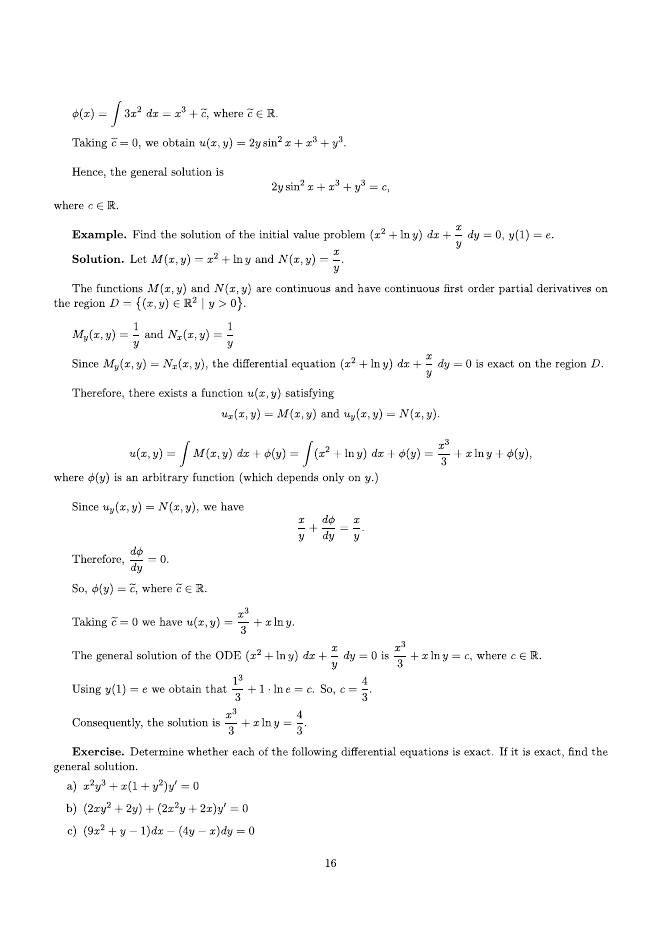 ϕ(x) = ∫ 3x² dx = x³ + c̃, where c̃ ∈ ℝ.
Taking c̃ = 0, we obtain u(x, y) = 2y sin² x + x³ + y³.
Hence, the general solution is
2y sin² x + x³ + y³ = c,
where c ∈ ℝ.
Example. Find the solution of the initial value problem (x² + ln y) dx + x/y dy = 0, y(1) = e.
Solution. Let M(x, y) = x² + ln y and N(x, y) = x/y.
The functions M(x, y) and N(x, y) are continuous and have continuous first order partial derivatives on
the region D = {(x, y) ∈ ℝ² | y > 0}.
M_y(x, y) = 1/y and N_x(x, y) = 1/y
Since M_y(x, y) = N_x(x, y), the differential equation (x² + ln y) dx + x/y dy = 0 is exact on the region D.
Therefore, there exists a function u(x, y) satisfying
u_x(x, y) = M(x, y) and u_y(x, y) = N(x, y).
u(x, y) = ∫ M(x, y) dx + ϕ(y) = ∫ (x² + ln y) dx + ϕ(y) = x³/3 + x ln y + ϕ(y),
where ϕ(y) is an arbitrary function (which depends only on y.)
Since u_y(x, y) = N(x, y), we have
x/y + dϕ/dy = x/y.
Therefore, dϕ/dy = 0.
So, ϕ(y) = c̃, where c̃ ∈ ℝ.
Taking c̃ = 0 we have u(x, y) = x³/3 + x ln y.
The general solution of the ODE (x² + ln y) dx + x/y dy = 0 is x³/3 + x ln y = c, where c ∈ ℝ.
Using y(1) = e we obtain that 1³/3 + 1 · ln e = c. So, c = 4/3.
Consequently, the solution is x³/3 + x ln y = 4/3.
Exercise. Determine whether each of the following differential equations is exact. If it is exact, find the
general solution.
a) x²y³ + x(1 + y²)y′ = 0
b) (2xy² + 2y) + (2x²y + 2x)y′ = 0
c) (9x² + y − 1)dx − (4y − x)dy = 0
16